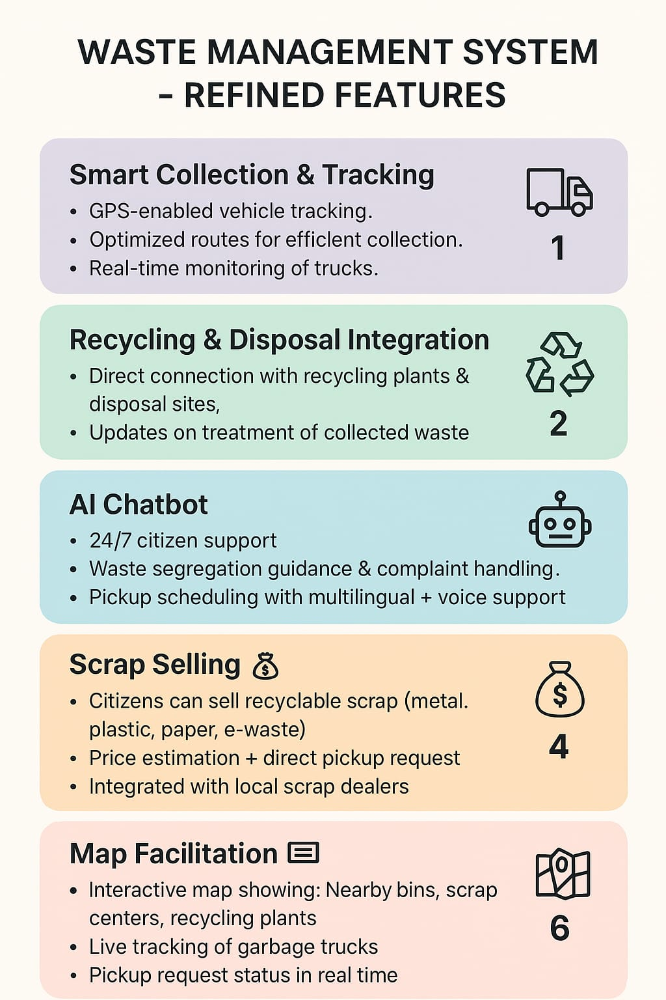 WASTE MANAGEMENT SYSTEM
- REFINED FEATURES
Smart Collection & Tracking
• GPS-enabled vehicle tracking.
• Optimized routes for efficient collection.
• Real-time monitoring of trucks.
1
Recycling & Disposal Integration
• Direct connection with recycling plants &
disposal sites,
• Updates on treatment of collected waste
2
AI Chatbot
• 24/7 citizen support
• Waste segregation guidance & complaint handling.
• Pickup scheduling with multilingual + voice support
Scrap Selling $
• Citizens can sell recyclable scrap (metal.
plastic, paper, e-waste)
• Price estimation + direct pickup request
• Integrated with local scrap dealers
$
4
Map Facilitation
• Interactive map showing: Nearby bins, scrap
centers, recycling plants
• Live tracking of garbage trucks
• Pickup request status in real time
6